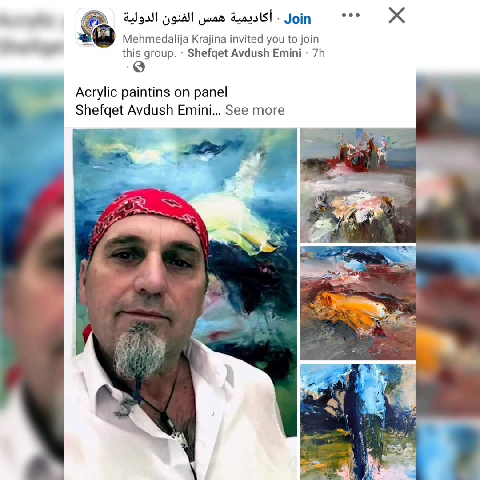 أكاديمية همس الفنون الدولية · Join
Mehmedalija Krajina invited you to join
this group. · Shefqet Avdush Emini · 7h
Acrylic paintins on panel
Shefqet Avdush Emini... See more